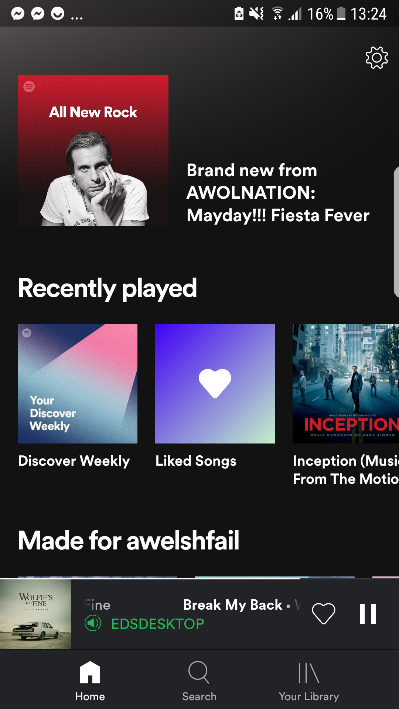 ... 16% 13:24
All New Rock
Brand new from
AWOLNATION:
Mayday!!! Fiesta Fever
Recently played
Your
Discover
Weekly
INCEPTION
Discover Weekly
Liked Songs
Inception (Musi
From The Motio
Made for awelshfail
WOLFIE'S
FINE
Fine Break My Back •
EDSDESKTOP
Home
Search
Your Library